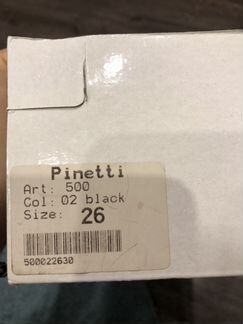 Pinetti
Art: 500
Col: 02 black
Size: 26
500022630